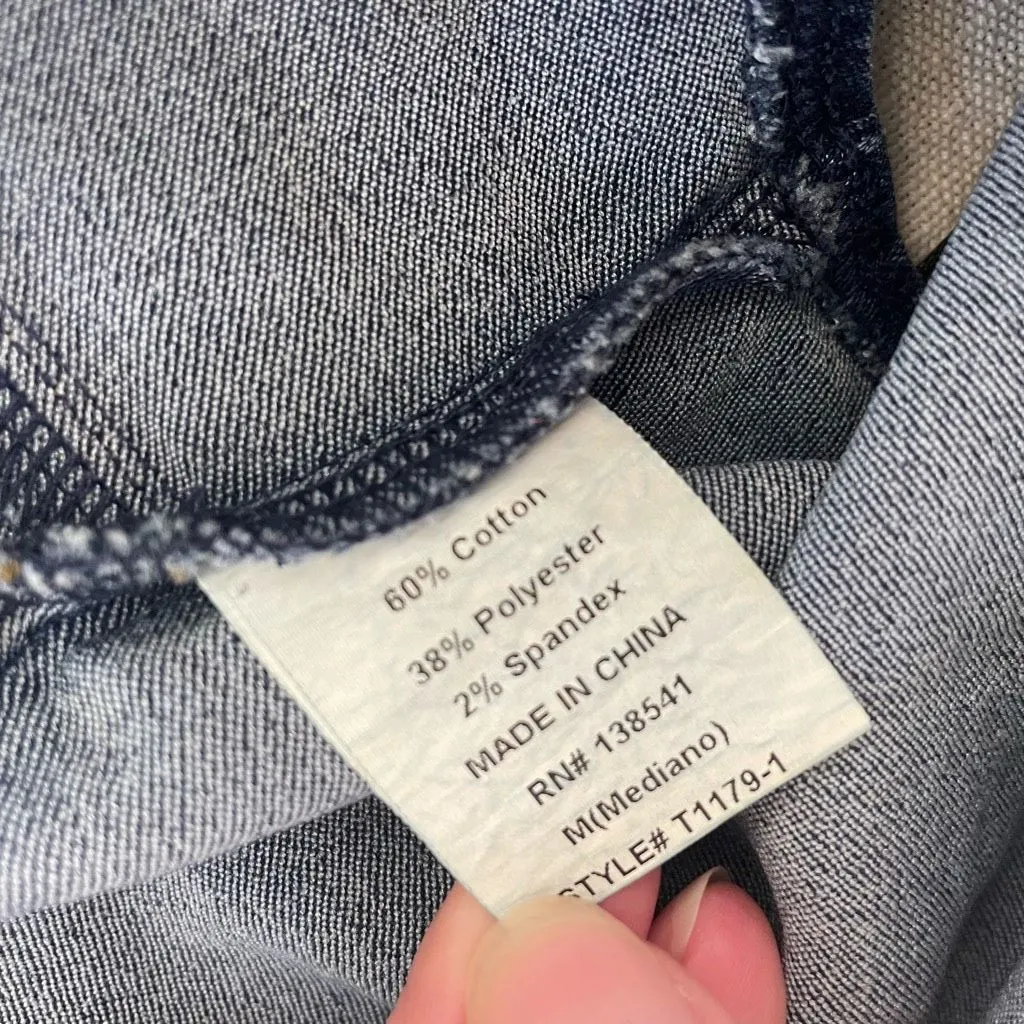 60% Cotton
38% Polyester
2% Spandex
MADE IN CHINA
RN# 138541
M(Mediano)
STYLE# T1179-1